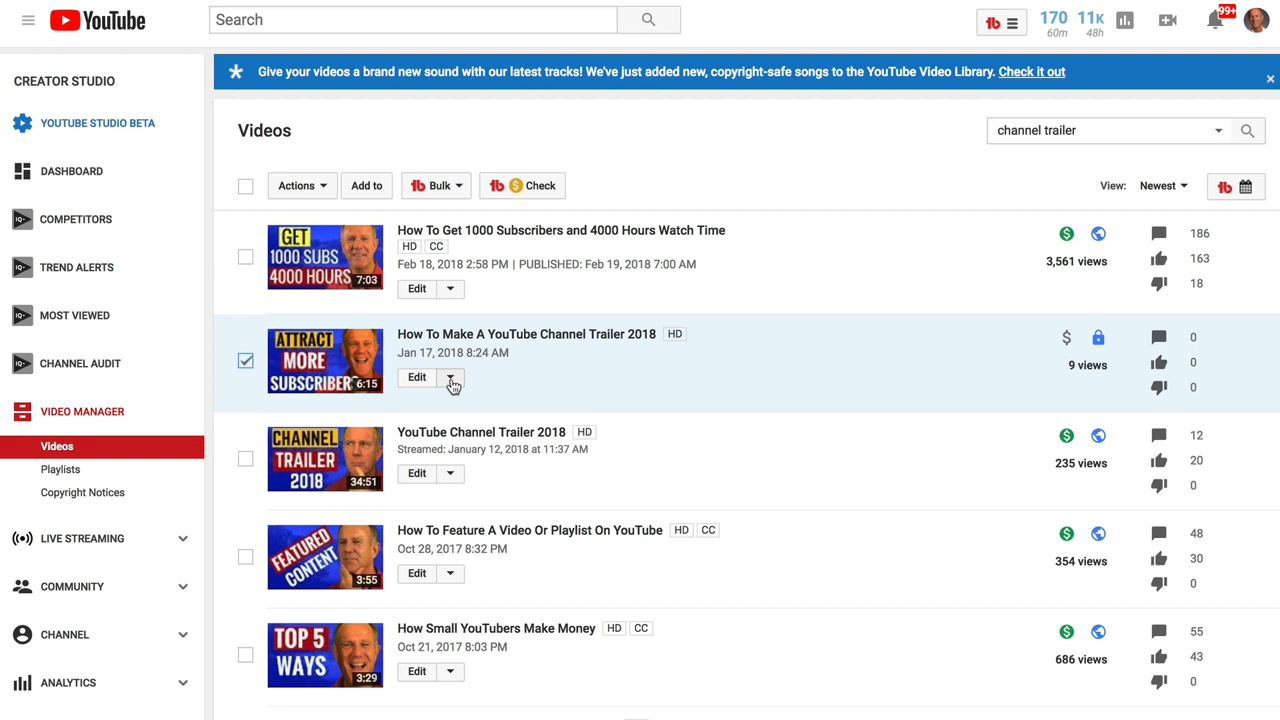 YouTube
Search
170
60m
11K
48h
99+
CREATOR STUDIO
YOUTUBE STUDIO BETA
DASHBOARD
IQ+ COMPETITORS
IQ+ TREND ALERTS
IQ+ MOST VIEWED
IQ+ CHANNEL AUDIT
VIDEO MANAGER
Videos
Playlists
Copyright Notices
LIVE STREAMING
COMMUNITY
CHANNEL
ANALYTICS
Give your videos a brand new sound with our latest tracks! We've just added new, copyright-safe songs to the YouTube Video Library. Check it out
Videos
channel trailer
Actions
Add to
tb Bulk
tb $ Check
View: Newest
tb
GET
1000 SUBS
4000 HOURS
7:03
How To Get 1000 Subscribers and 4000 Hours Watch Time
HD CC
Feb 18, 2018 2:58 PM | PUBLISHED: Feb 19, 2018 7:00 AM
Edit
$
3,561 views
186
163
18
ATTRACT
MORE
SUBSCRIBER
6:15
How To Make A YouTube Channel Trailer 2018 HD
Jan 17, 2018 8:24 AM
Edit
$
9 views
0
0
0
CHANNEL
TRAILER
2018
34:51
YouTube Channel Trailer 2018 HD
Streamed: January 12, 2018 at 11:37 AM
Edit
$
235 views
12
20
0
FEATURED
CONTENT
3:55
How To Feature A Video Or Playlist On YouTube HD CC
Oct 28, 2017 8:32 PM
Edit
$
354 views
48
30
0
TOP 5
WAYS
3:29
How Small YouTubers Make Money HD CC
Oct 21, 2017 8:03 PM
Edit
$
686 views
55
43
0